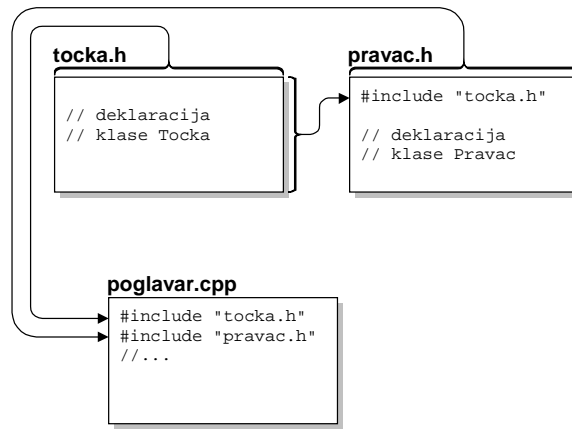 tocka.h
// deklaracija
// klase Tocka
pravac.h
#include "tocka.h"
// deklaracija
// klase Pravac
poglavar.cpp
#include "tocka.h"
#include "pravac.h"
//...